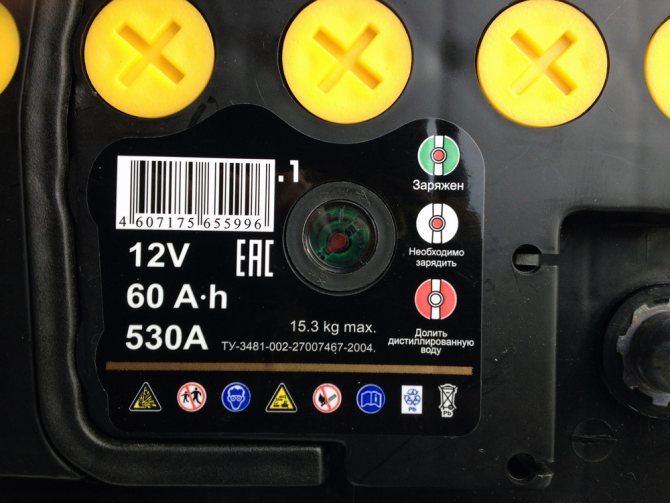 .1
4 607175 655996
12V
EAC
60 A·h
530A
15.3 kg max.
ТУ-3481-002-27007467-2004.
Заряжен
Необходимо
зарядить
Долить
дистиллированную
воду
Pb
Pb